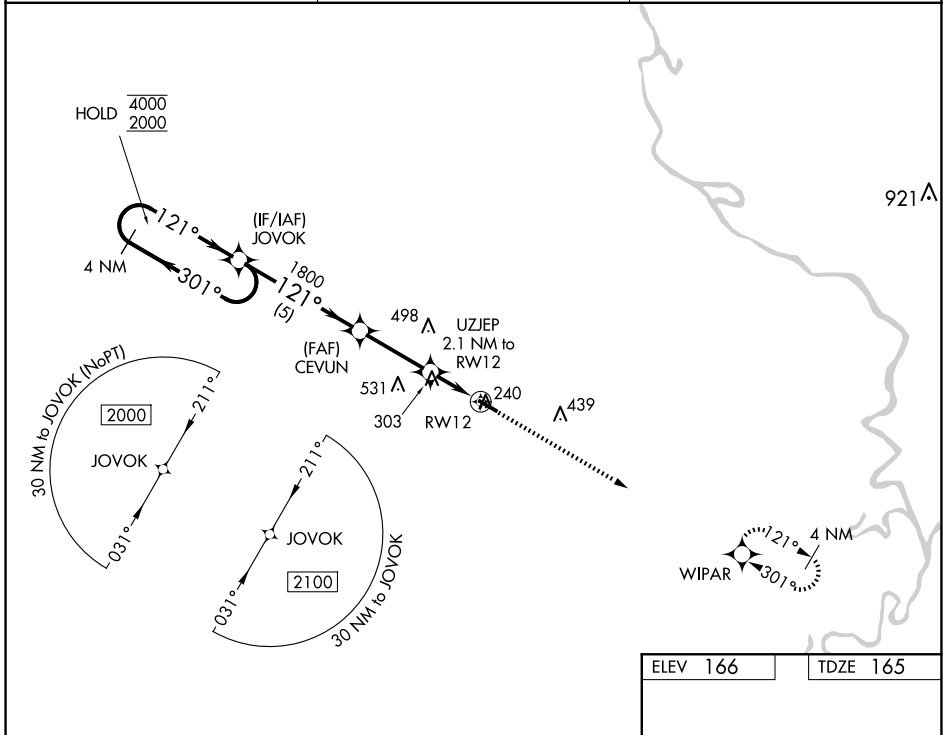 HOLD 4000
2000
921
121°
(IF/IAF)
JOVOK
4 NM
301°
1800
121°
(5)
498
UZJEP
2.1 NM to
RW12
(FAF)
CEVUN
531
303
RW12
240
439
30 NM to JOVOK (NoPT)
2000
211°
JOVOK
031°
211°
JOVOK
2100
031°
30 NM to JOVOK
121°
4 NM
WIPAR
301°
ELEV 166
TDZE 165